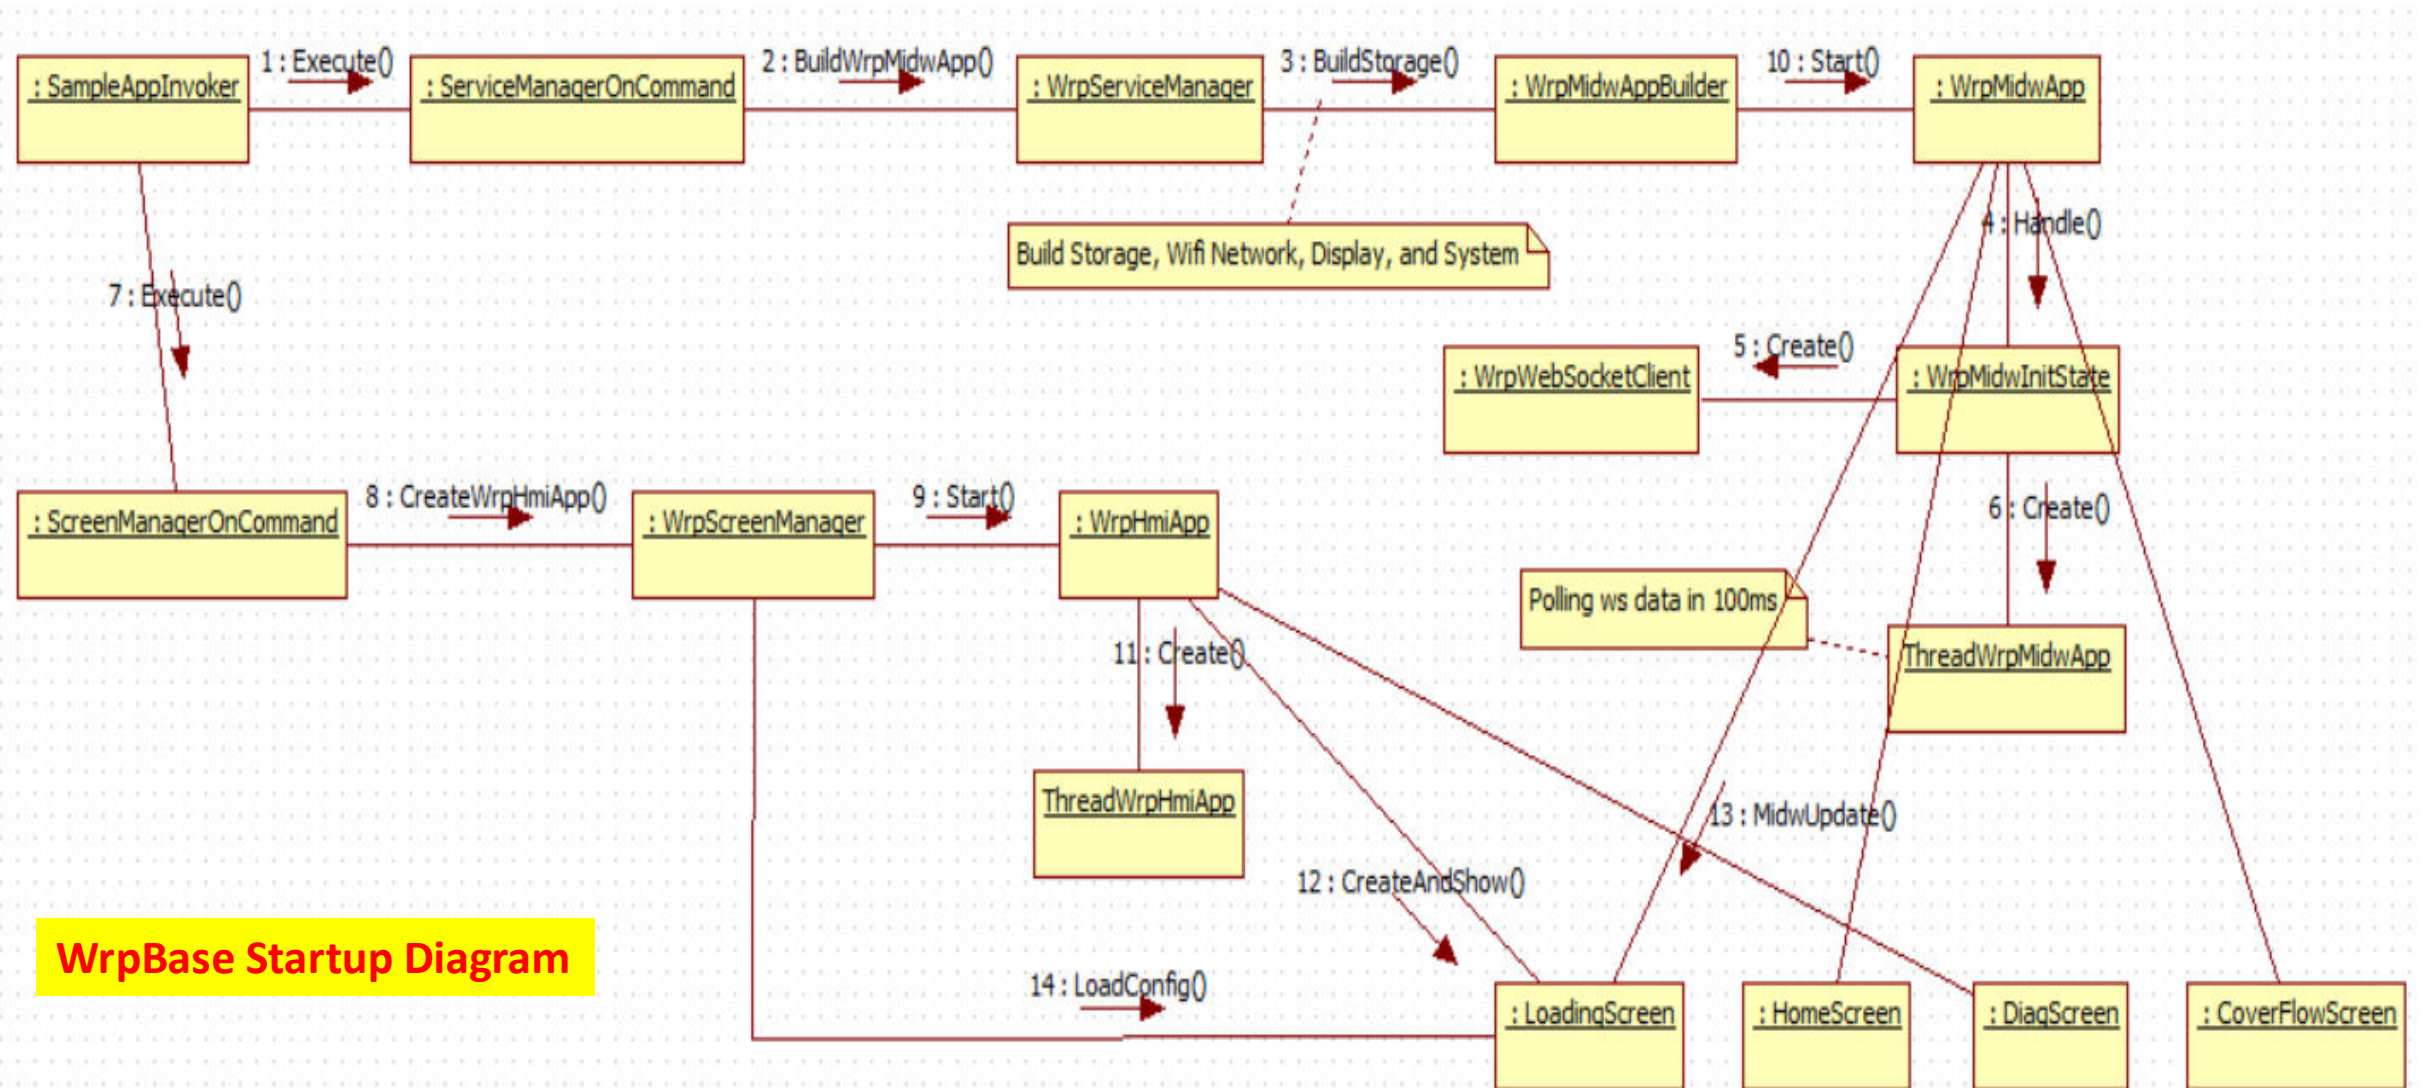 1 : Execute()
2 : BuildWrpMidwApp()
3 : BuildStorage()
10 : Start()
: SampleAppInvoker
: ServiceManagerOnCommand
: WrpServiceManager
: WrpMidwAppBuilder
: WrpMidwApp
4 : Handle()
Build Storage, Wifi Network, Display, and System
7 : Execute()
5 : Create()
: WrpWebSocketClient
: WrpMidwInitState
8 : CreateWrpHmiApp()
9 : Start()
6 : Create()
: ScreenManagerOnCommand
: WrpScreenManager
: WrpHmiApp
Polling ws data in 100ms
11 : Create()
ThreadWrpMidwApp
ThreadWrpHmiApp
13 : MidwUpdate()
12 : CreateAndShow()
WrpBase Startup Diagram
14 : LoadConfig()
: LoadingScreen
: HomeScreen
: DiagScreen
: CoverFlowScreen